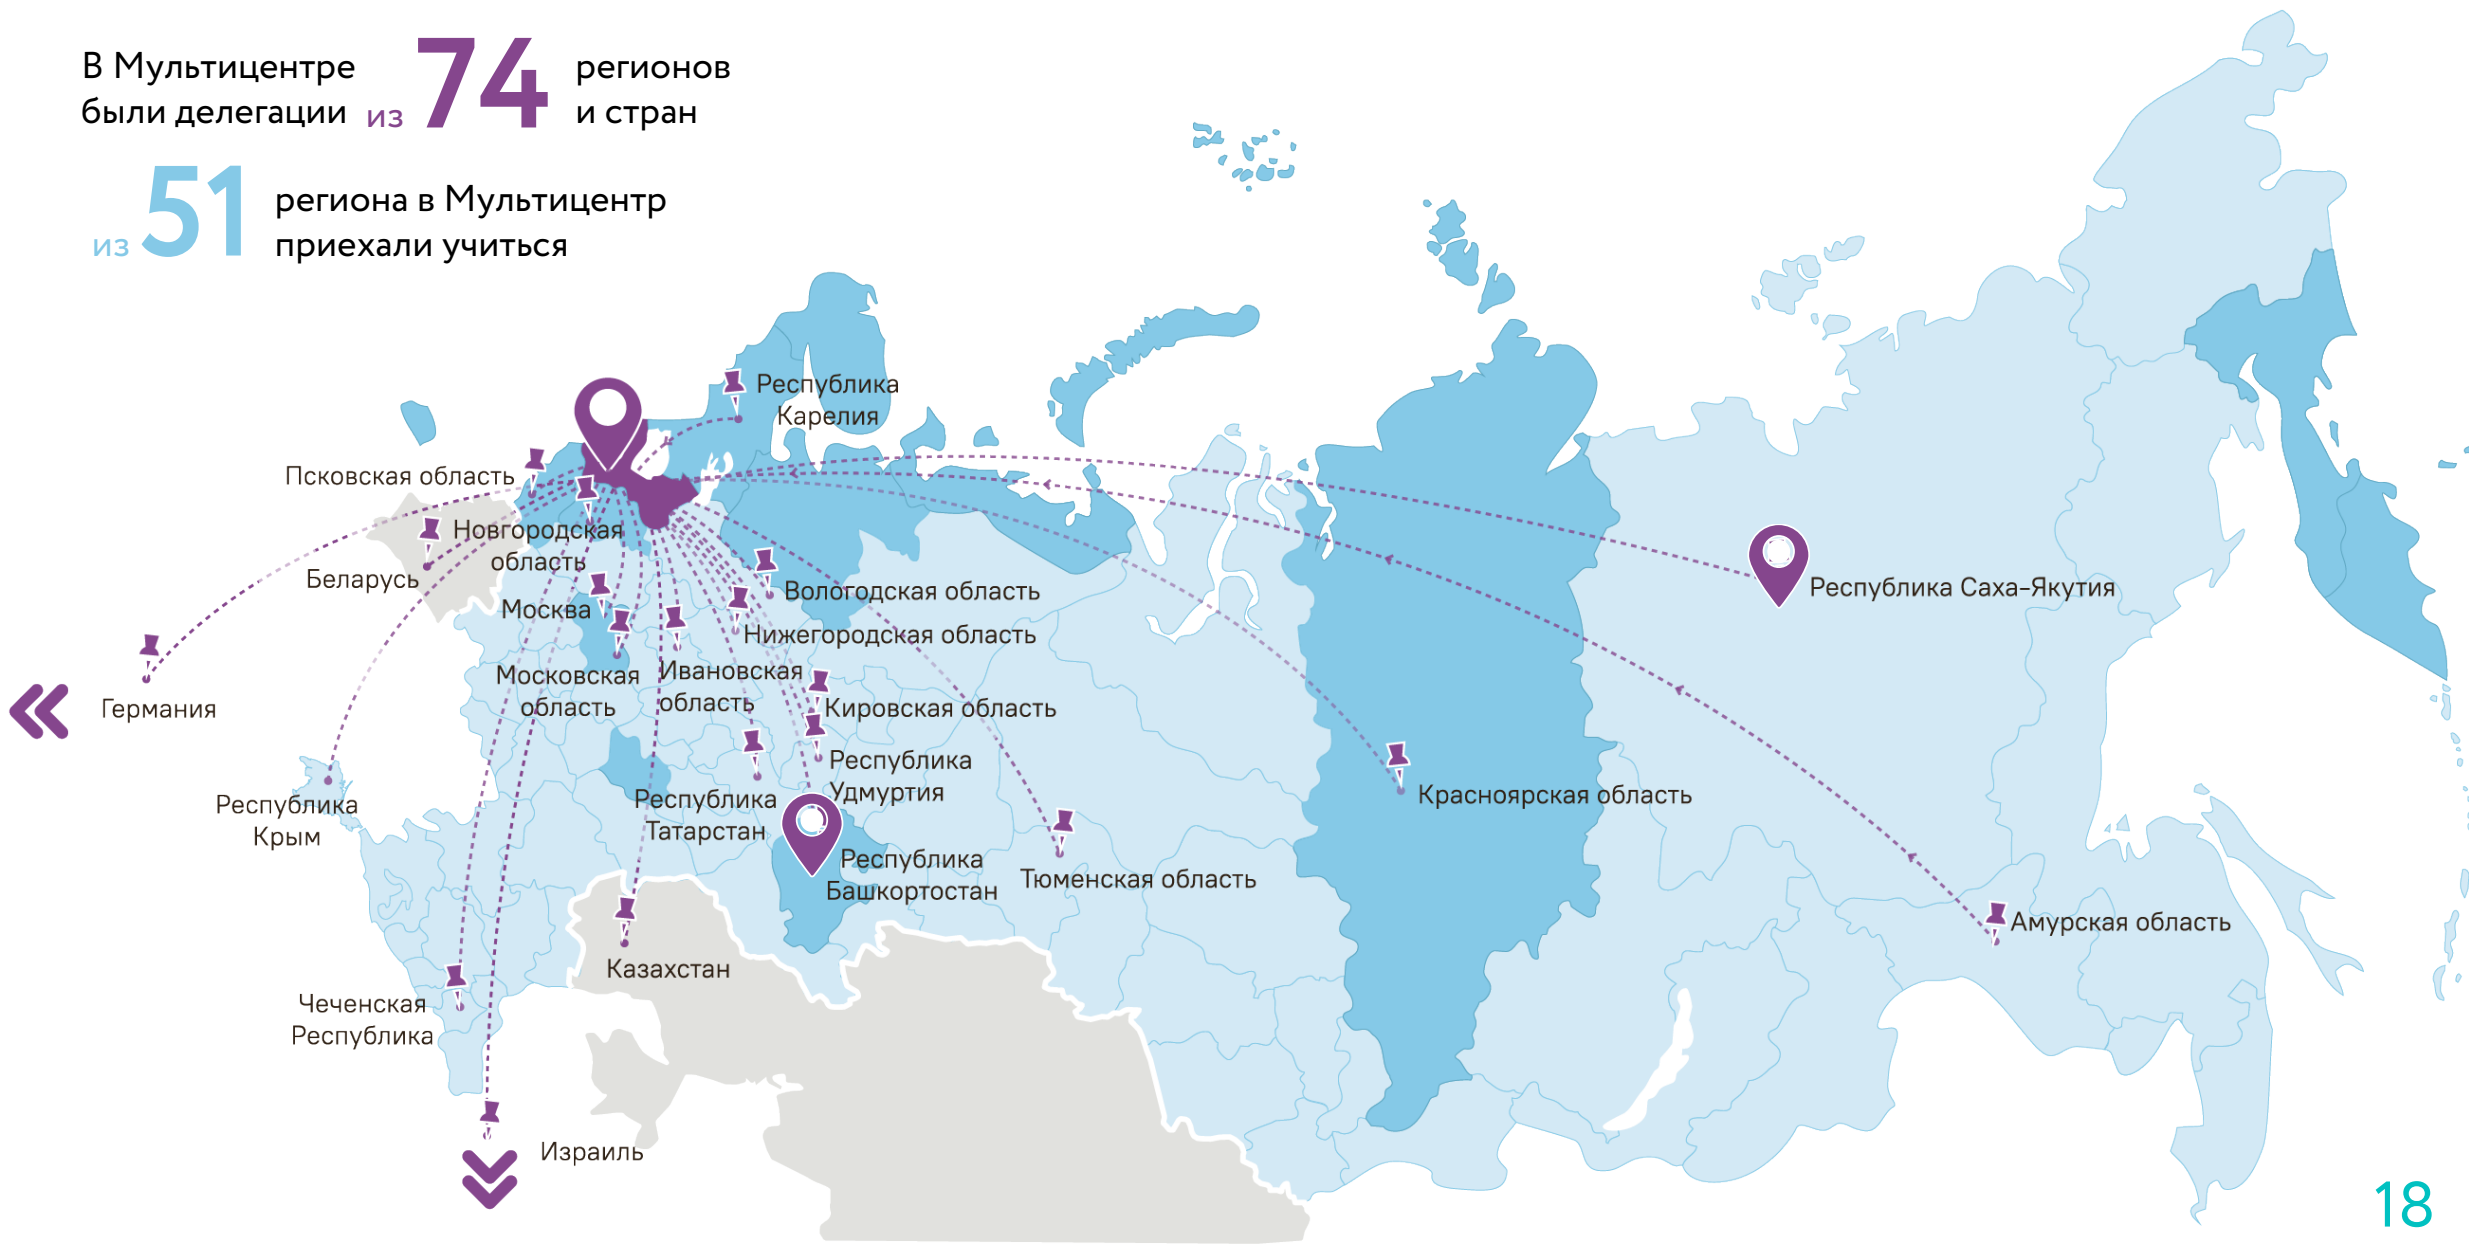 В Мультицентре
были делегации из 74 регионов
и стран
из 51 региона в Мультицентр
приехали учиться
Республика
Карелия
Псковская область
Новгородская
область
Беларусь
Москва
Вологодская область
Нижегородская область
Республика Саха-Якутия
Московская
область
Ивановская
область
Германия
Кировская область
Республика
Удмуртия
Республика
Крым
Республика
Татарстан
Красноярская область
Республика
Башкортостан
Тюменская область
Амурская область
Казахстан
Чеченская
Республика
Израиль
18